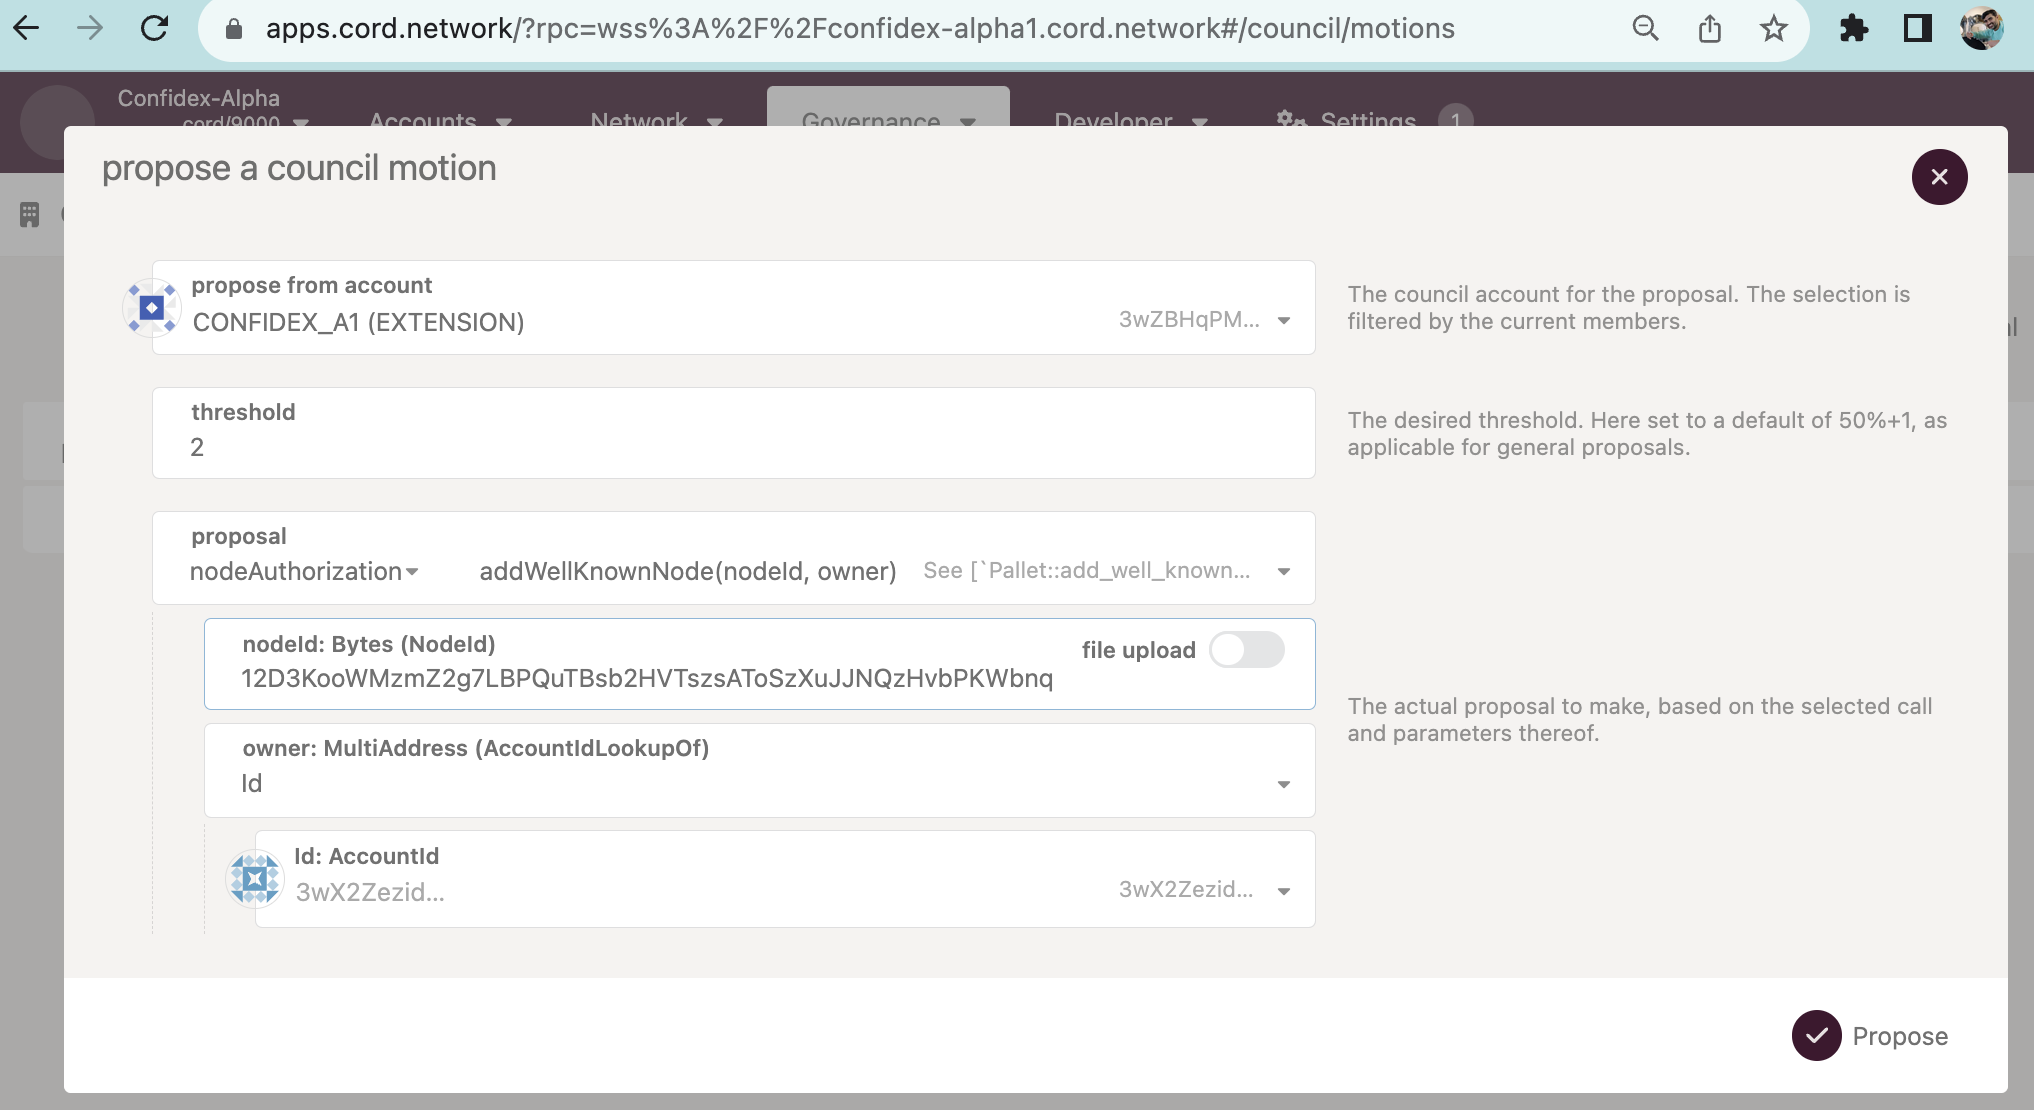 apps.cord.network/?rpc=wss%3A%2F%2Fconfidex-alpha1.cord.network#/council/motions
Confidex-Alpha
cord/9000
Accounts
Network
Governance
Developer
Settings
1
propose a council motion
propose from account
CONFIDEX_A1 (EXTENSION)
3wZBHqPM...
The council account for the proposal. The selection is
filtered by the current members.
threshold
2
The desired threshold. Here set to a default of 50%+1, as
applicable for general proposals.
proposal
nodeAuthorization
addWellKnownNode(nodeId, owner)
See [`Pallet::add_well_known...
nodeId: Bytes (NodeId)
file upload
12D3KooWMzmZ2g7LBPQuTBsb2HVTszsAToSzXuJJNQzHvbPKWbnq
The actual proposal to make, based on the selected call
and parameters thereof.
owner: MultiAddress (AccountIdLookupOf)
Id
Id: AccountId
3wX2Zezid...
3wX2Zezid...
Propose